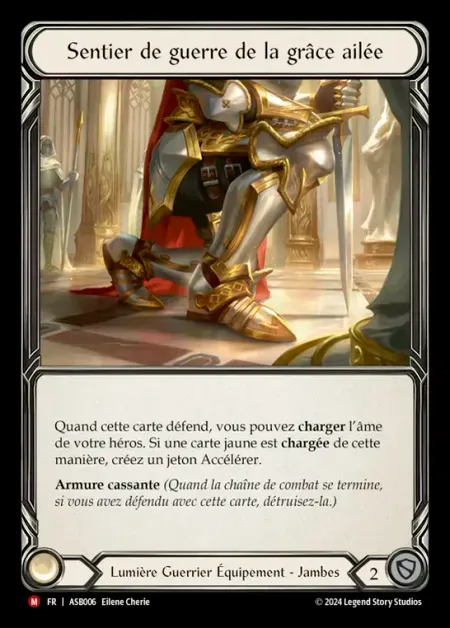 Sentier de guerre de la grâce ailée
Quand cette carte défend, vous pouvez charger l'âme
de votre héros. Si une carte jaune est chargée de cette
manière, créez un jeton Accélérer.
Armure cassante (Quand la chaîne de combat se termine,
si vous avez défendu avec cette carte, détruisez-la.)
Lumière Guerrier Équipement - Jambes
2
M FR | ASB006 Eilene Cherie
© 2024 Legend Story Studios